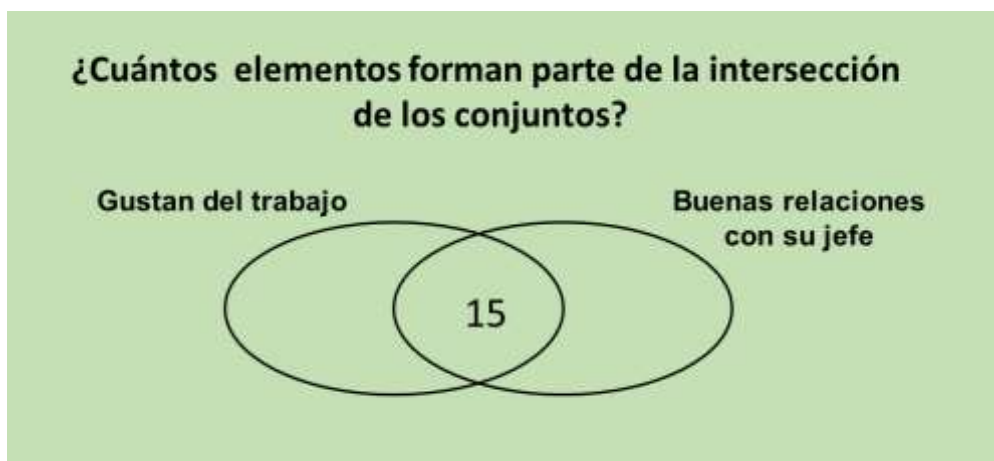 ¿Cuántos elementos forman parte de la intersección
de los conjuntos?
Gustan del trabajo
Buenas relaciones
con su jefe
15